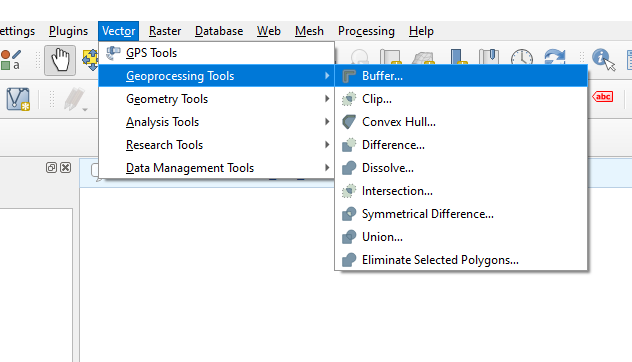 ettings Plugins Vector Raster Database Web Mesh Processing Help
GPS Tools
Geoprocessing Tools
Geometry Tools
Analysis Tools
Research Tools
Data Management Tools
Buffer...
Clip...
Convex Hull...
Difference...
Dissolve...
Intersection...
Symmetrical Difference...
Union...
Eliminate Selected Polygons...
a
abc